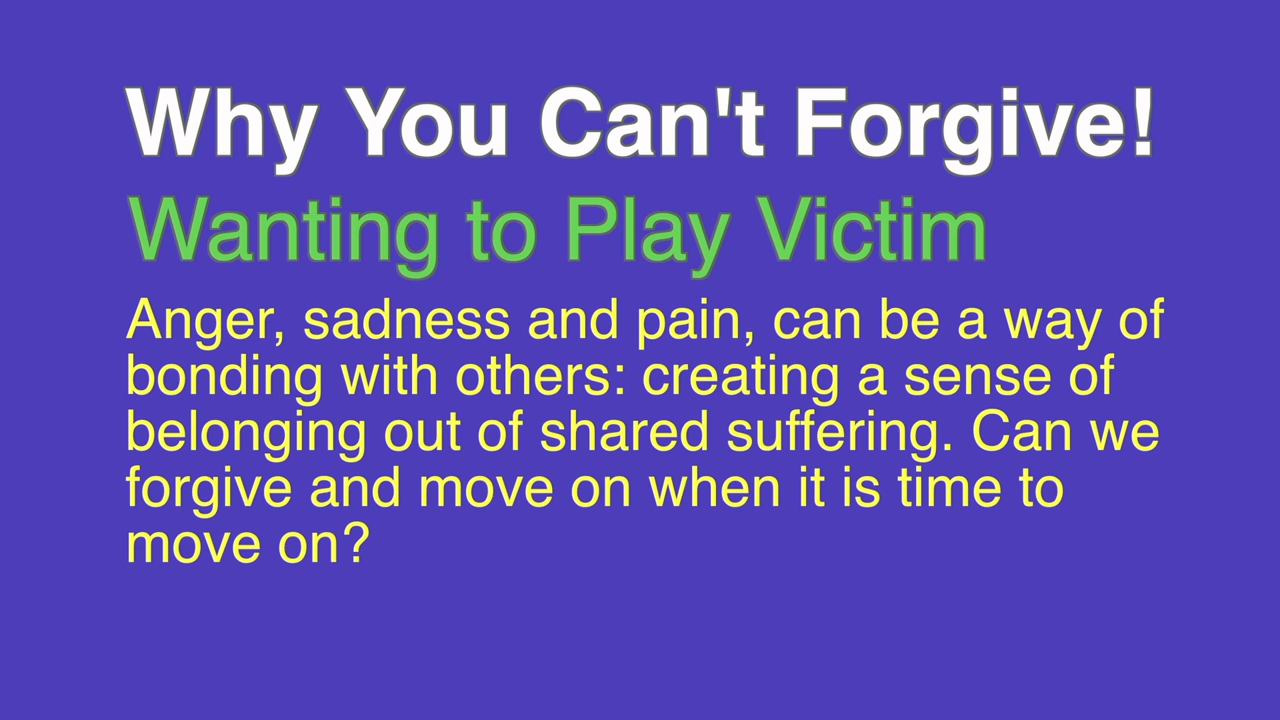 Why You Can't Forgive!
Wanting to Play Victim
Anger, sadness and pain, can be a way of
bonding with others: creating a sense of
belonging out of shared suffering. Can we
forgive and move on when it is time to
move on?